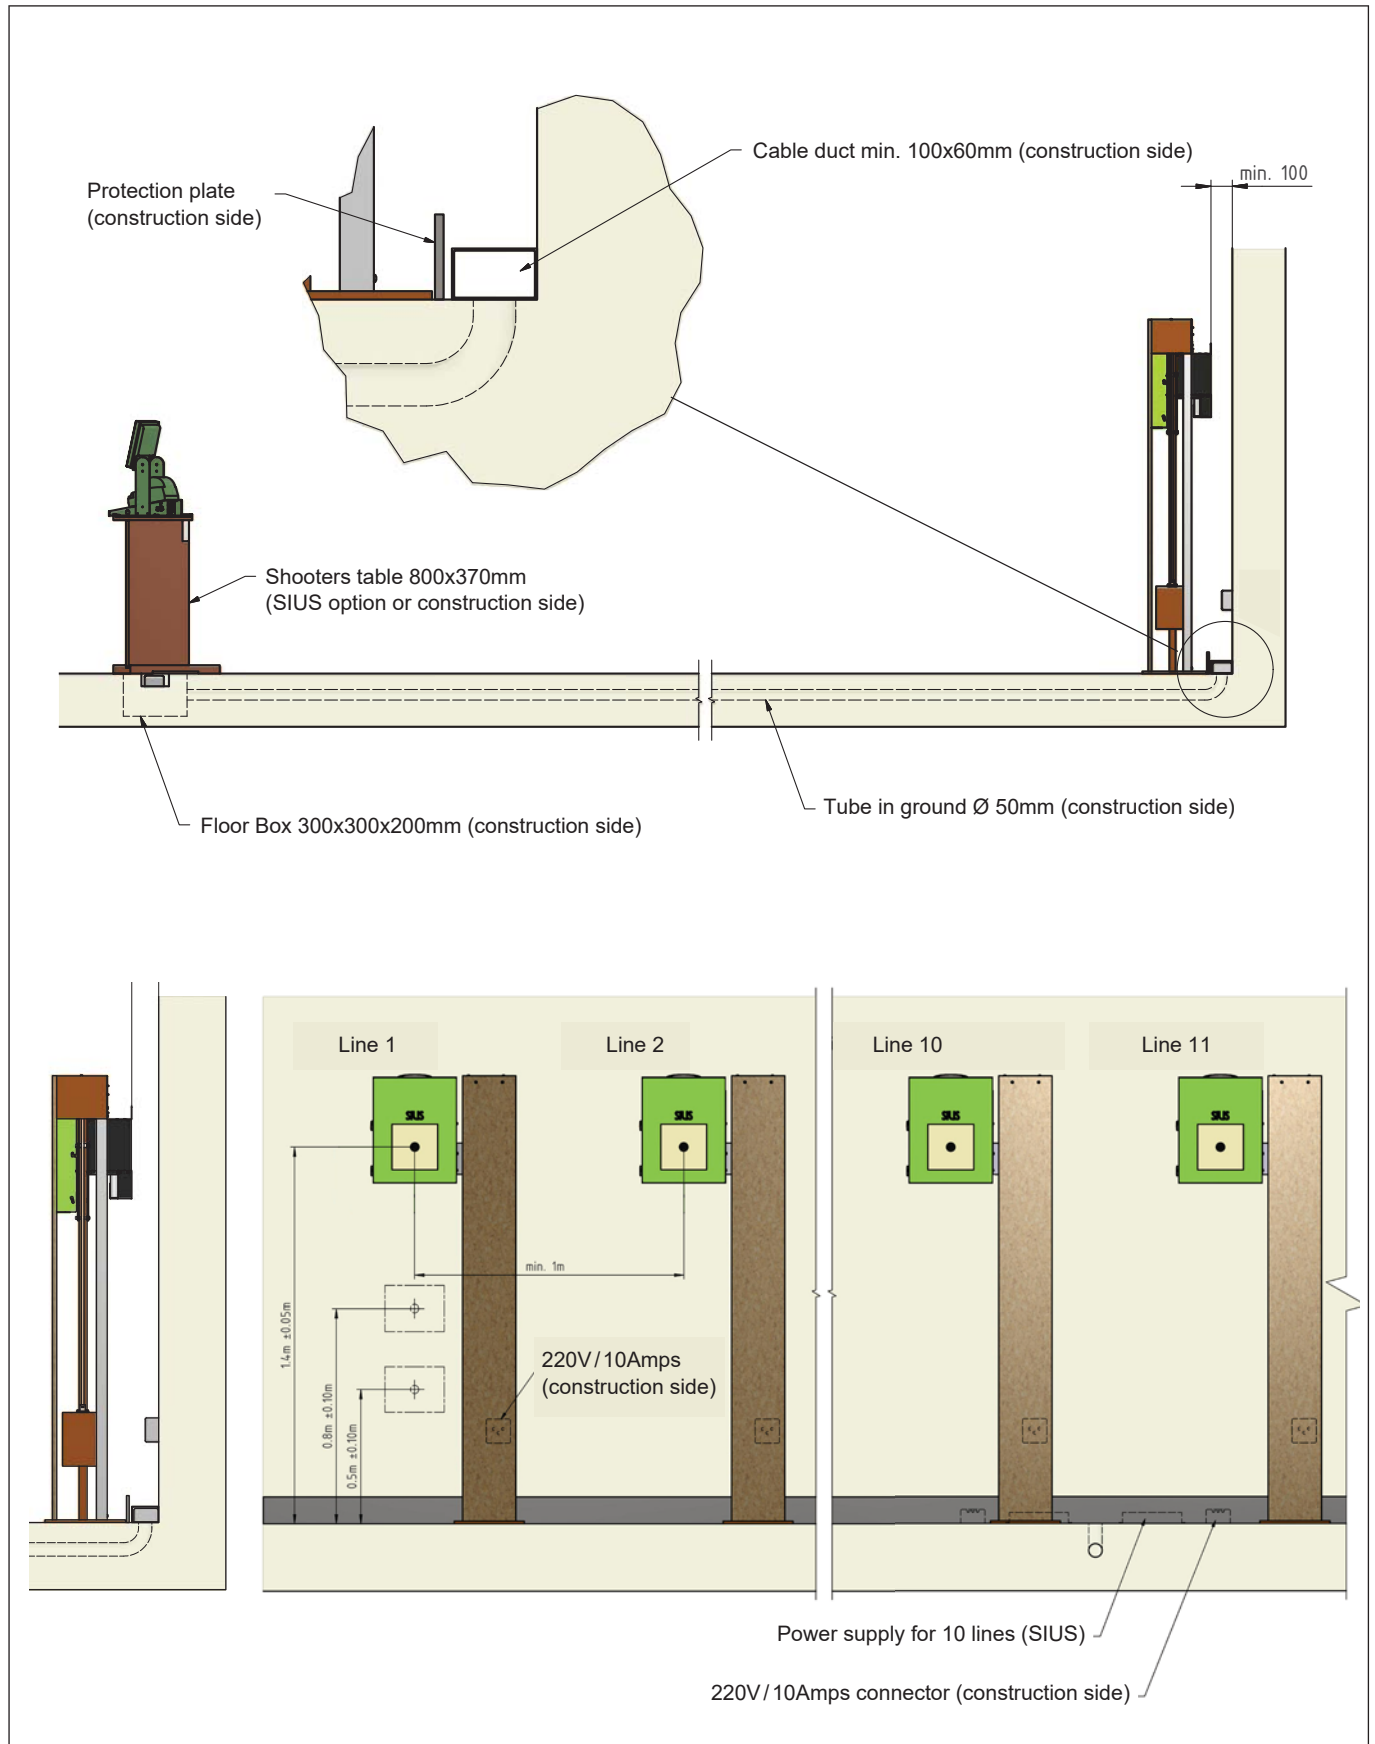 Cable duct min. 100x60mm (construction side)
min. 100
Protection plate
(construction side)
Shooters table 800x370mm
(SIUS option or construction side)
Tube in ground Ø 50mm (construction side)
Floor Box 300x300x200mm (construction side)
Line 1
Line 2
Line 10
Line 11
SIUS
SIUS
SIUS
SIUS
min. 1m
1.4m ±0.05m
0.8m ±0.10m
0.5m ±0.10m
220V/10Amps
(construction side)
Power supply for 10 lines (SIUS)
220V/10Amps connector (construction side)